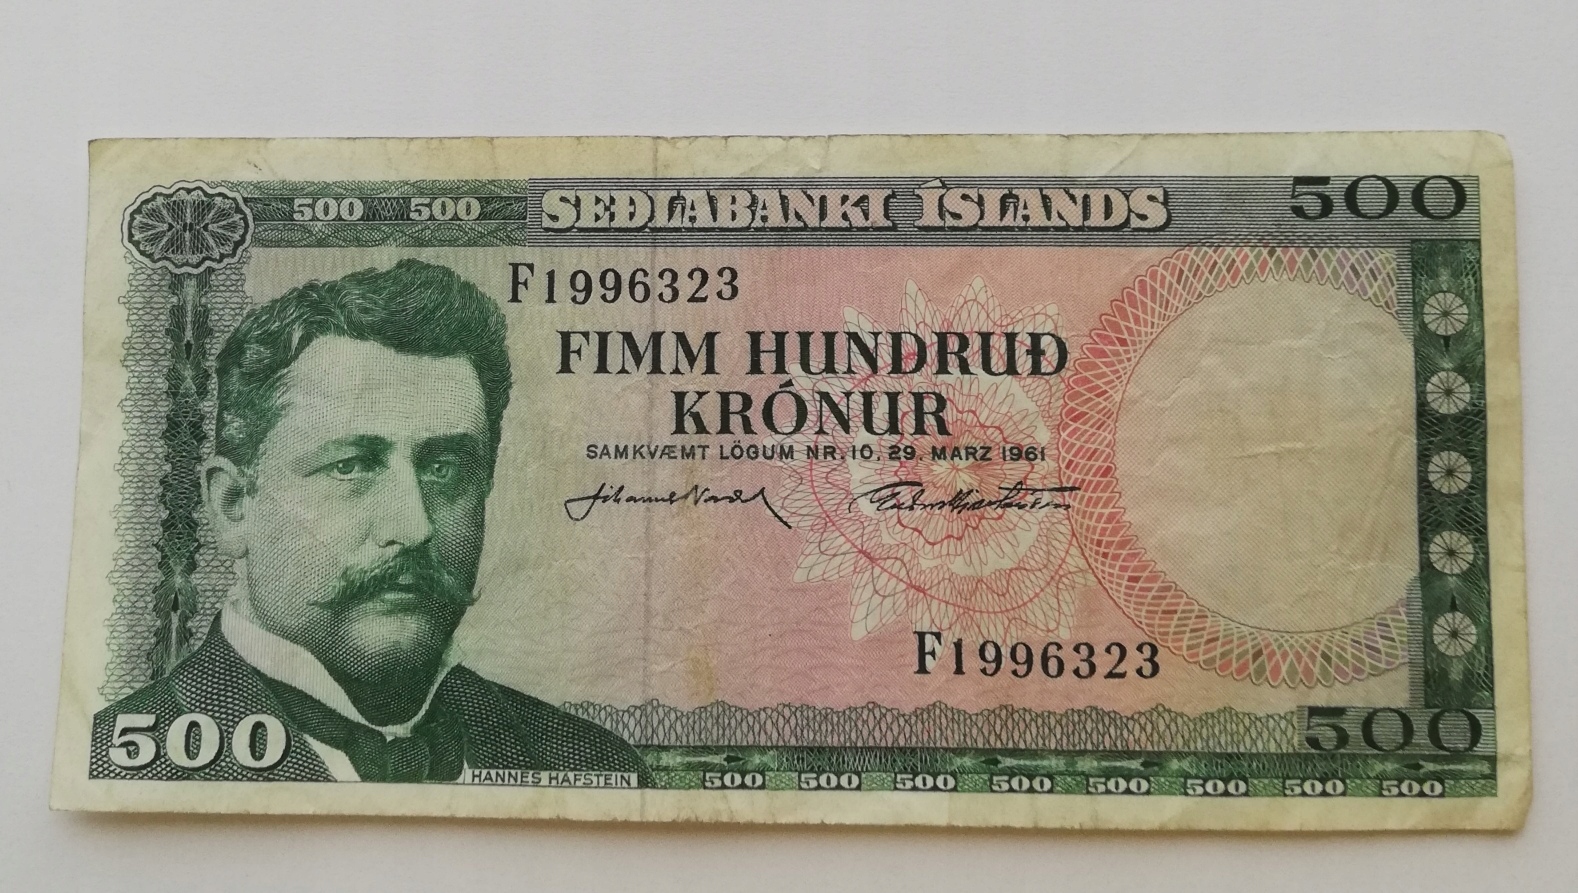 500 500 SEÐLABANKI ÍSLANDS 500
F1996323
FIMM HUNDRUÐ
KRÓNUR
SAMKVÆMT LÖGUM NR. 10, 29. MARZ 1961
F1996323
500 500
HANNES HAFSTEIN 500 500 500 500 500 500 500 500